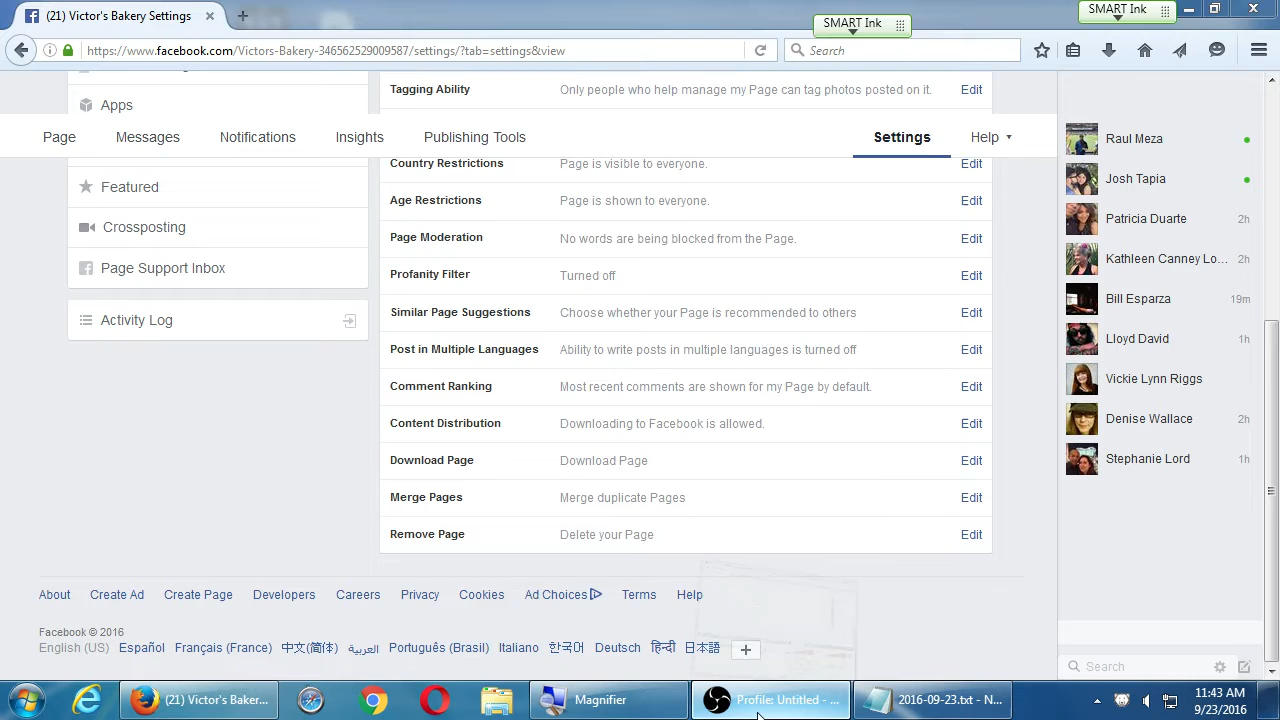 (21) Victor's Bakery Settings
SMART Ink
SMART Ink
https://www.facebook.com/Victors-Bakery-346562529009587/settings/?tab=settings&view
Search
Tagging Ability Only people who help manage my Page can tag photos posted on it. Edit
Apps
Page Messages Notifications Insights Publishing Tools Settings Help
Country Restrictions Page is visible to everyone. Edit
Featured
Age Restrictions Page is shown to everyone. Edit
Crossposting
Page Moderation No words are being blocked from the Page. Edit
Page Support Inbox
Profanity Filter Turned off Edit
Similar Page Suggestions Choose whether your Page is recommended to others Edit
Activity Log
Post in Multiple Languages Ability to write posts in multiple languages is turned off Edit
Comment Ranking Most recent comments are shown for my Page by default. Edit
Content Distribution Downloading to Facebook is allowed. Edit
Download Page Download Page Edit
Merge Pages Merge duplicate Pages Edit
Remove Page Delete your Page Edit
Raul Meza
Josh Tapia
Patricia Duarte 2h
Kathleen Canney Lo... 2h
Bill Esparza 19m
Lloyd David 1h
Vickie Lynn Riggs
Denise Wallace 2h
Stephanie Lord 1h
About Create Ad Create Page Developers Careers Privacy Cookies Ad Choices Terms Help
Facebook © 2016
English (US) Español Français (France) 中文(简体) العربية Português (Brasil) Italiano 한국어 Deutsch हिन्दी 日本語
Search
(21) Victor's Baker... Magnifier Profile: Untitled - ... 2016-09-23.txt - N...
11:43 AM
9/23/2016